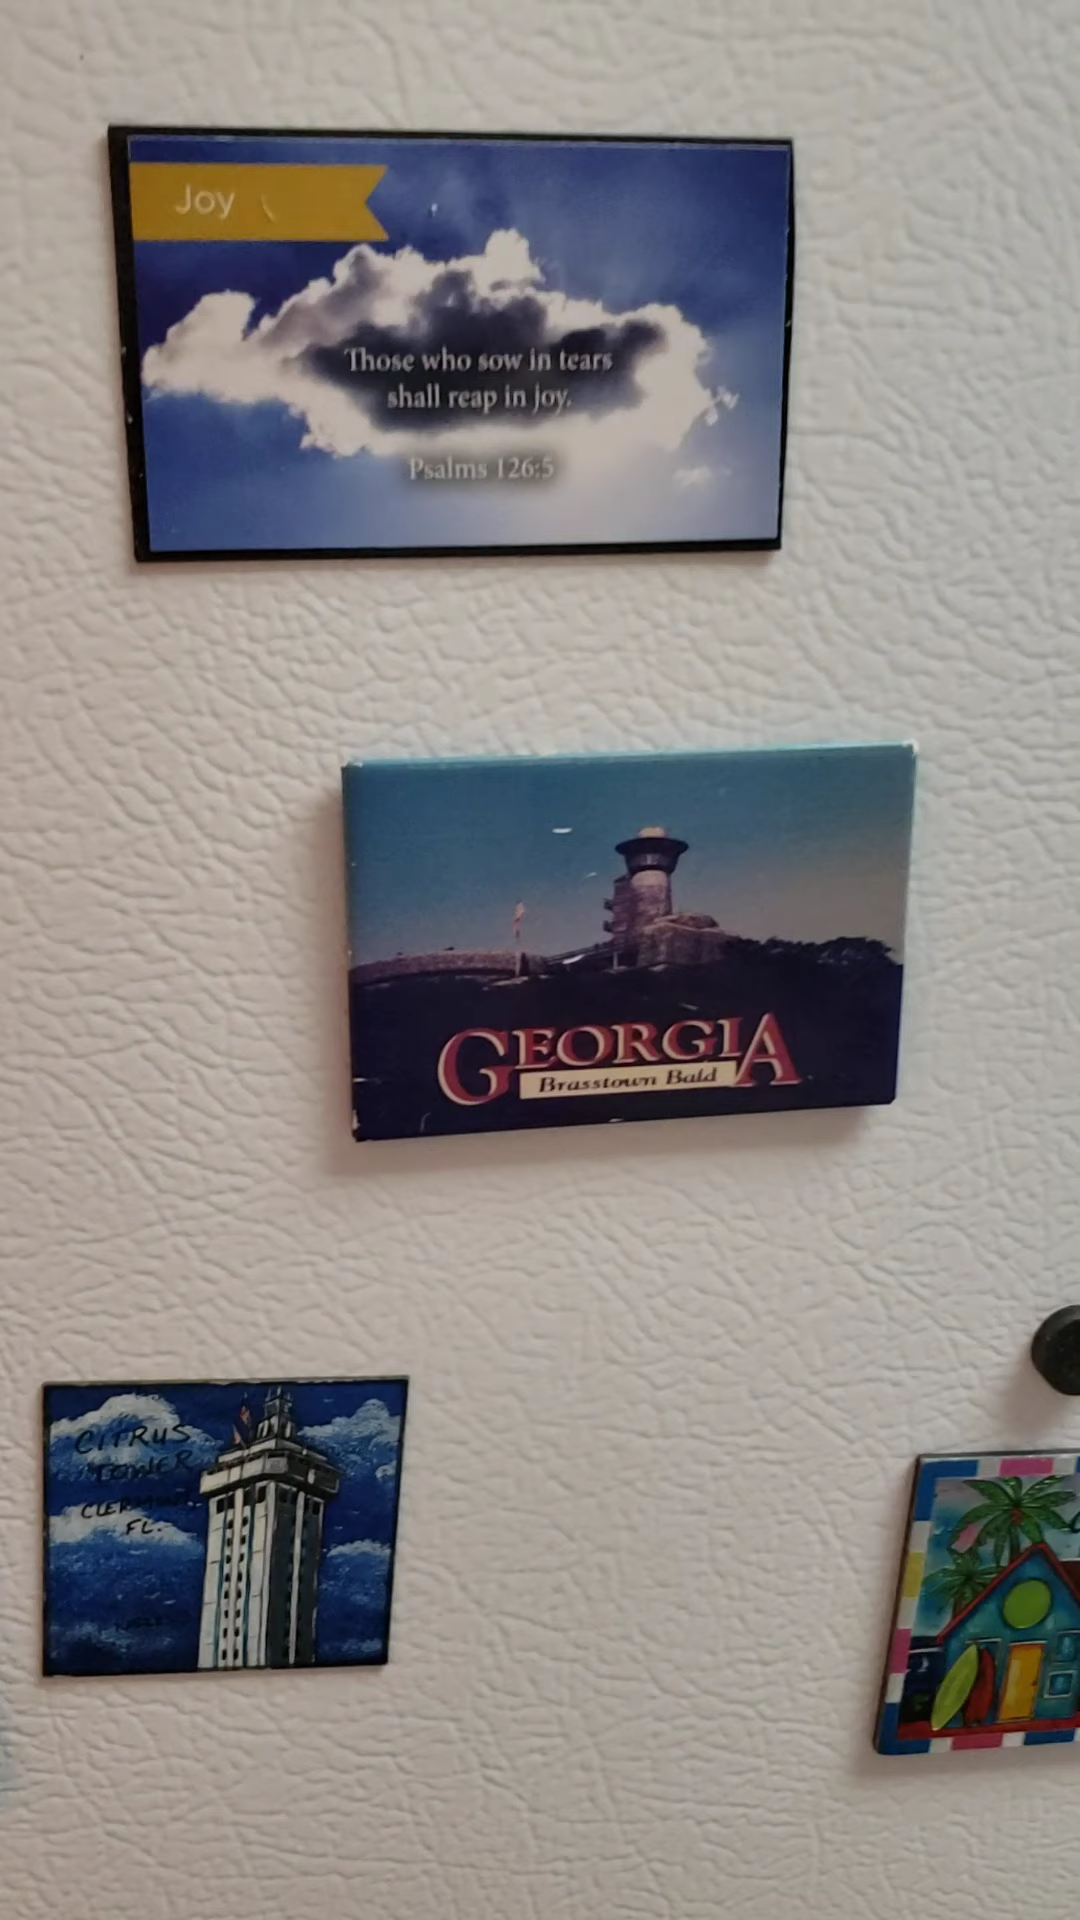 Joy
Those who sow in tears
shall reap in joy.
Psalms 126:5
GEORGIA
Brasstown Bald
CITRUS
TOWER
CLERMONT,
FL.